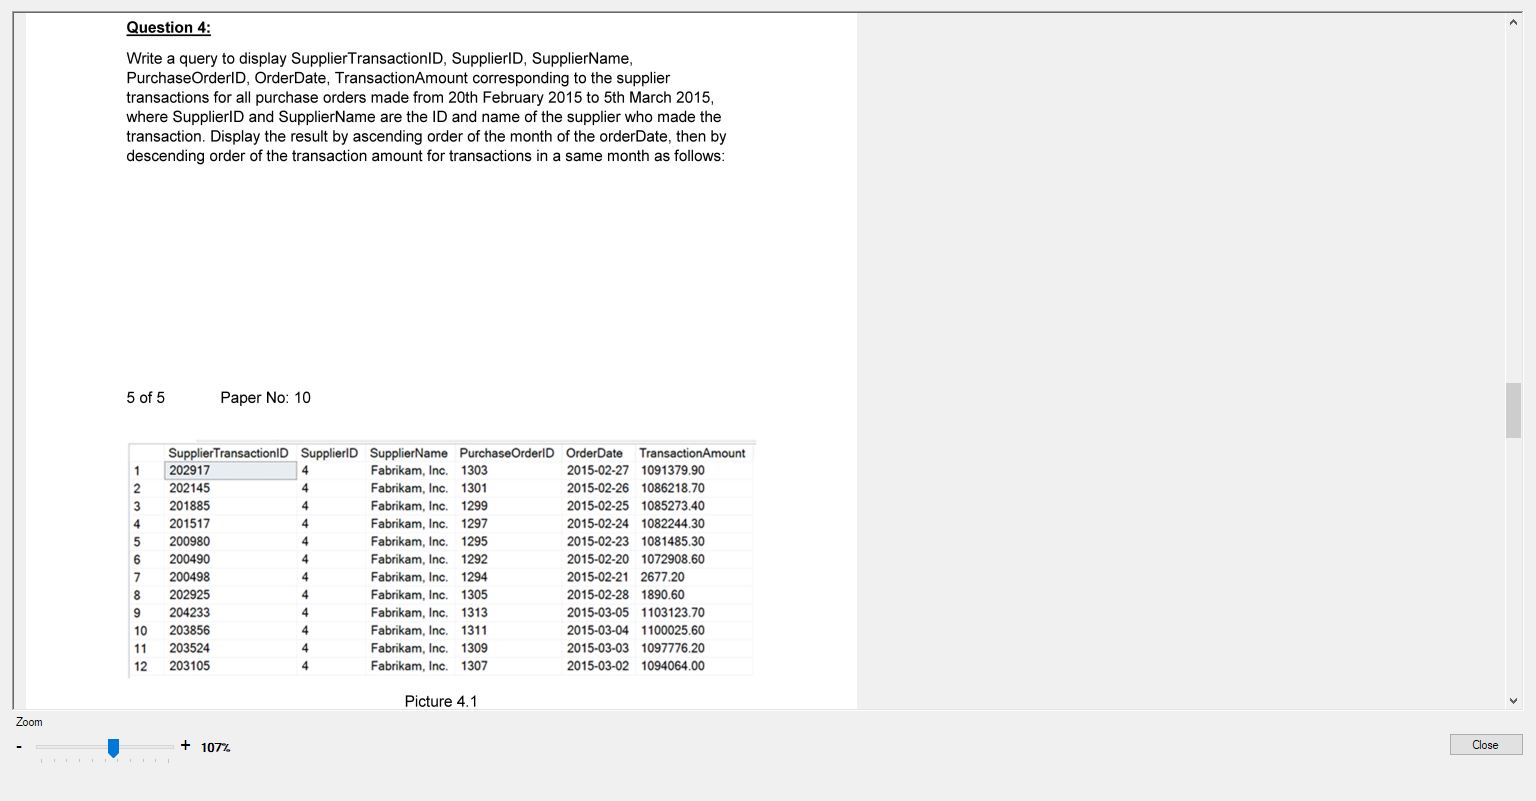 Question 4:
Write a query to display SupplierTransactionID, SupplierID, SupplierName,
PurchaseOrderID, OrderDate, TransactionAmount corresponding to the supplier
transactions for all purchase orders made from 20th February 2015 to 5th March 2015,
where SupplierID and SupplierName are the ID and name of the supplier who made the
transaction. Display the result by ascending order of the month of the orderDate, then by
descending order of the transaction amount for transactions in a same month as follows:
5 of 5 Paper No: 10
SupplierTransactionID SupplierID SupplierName PurchaseOrderID OrderDate TransactionAmount
1 202917 4 Fabrikam, Inc. 1303 2015-02-27 1091379.90
2 202145 4 Fabrikam, Inc. 1301 2015-02-26 1086218.70
3 201885 4 Fabrikam, Inc. 1299 2015-02-25 1085273.40
4 201517 4 Fabrikam, Inc. 1297 2015-02-24 1082244.30
5 200980 4 Fabrikam, Inc. 1295 2015-02-23 1081485.30
6 200490 4 Fabrikam, Inc. 1292 2015-02-20 1072908.60
7 200498 4 Fabrikam, Inc. 1294 2015-02-21 2677.20
8 202925 4 Fabrikam, Inc. 1305 2015-02-28 1890.60
9 204233 4 Fabrikam, Inc. 1313 2015-03-05 1103123.70
10 203856 4 Fabrikam, Inc. 1311 2015-03-04 1100025.60
11 203524 4 Fabrikam, Inc. 1309 2015-03-03 1097776.20
12 203105 4 Fabrikam, Inc. 1307 2015-03-02 1094064.00
Picture 4.1
Zoom
- + 107%
Close